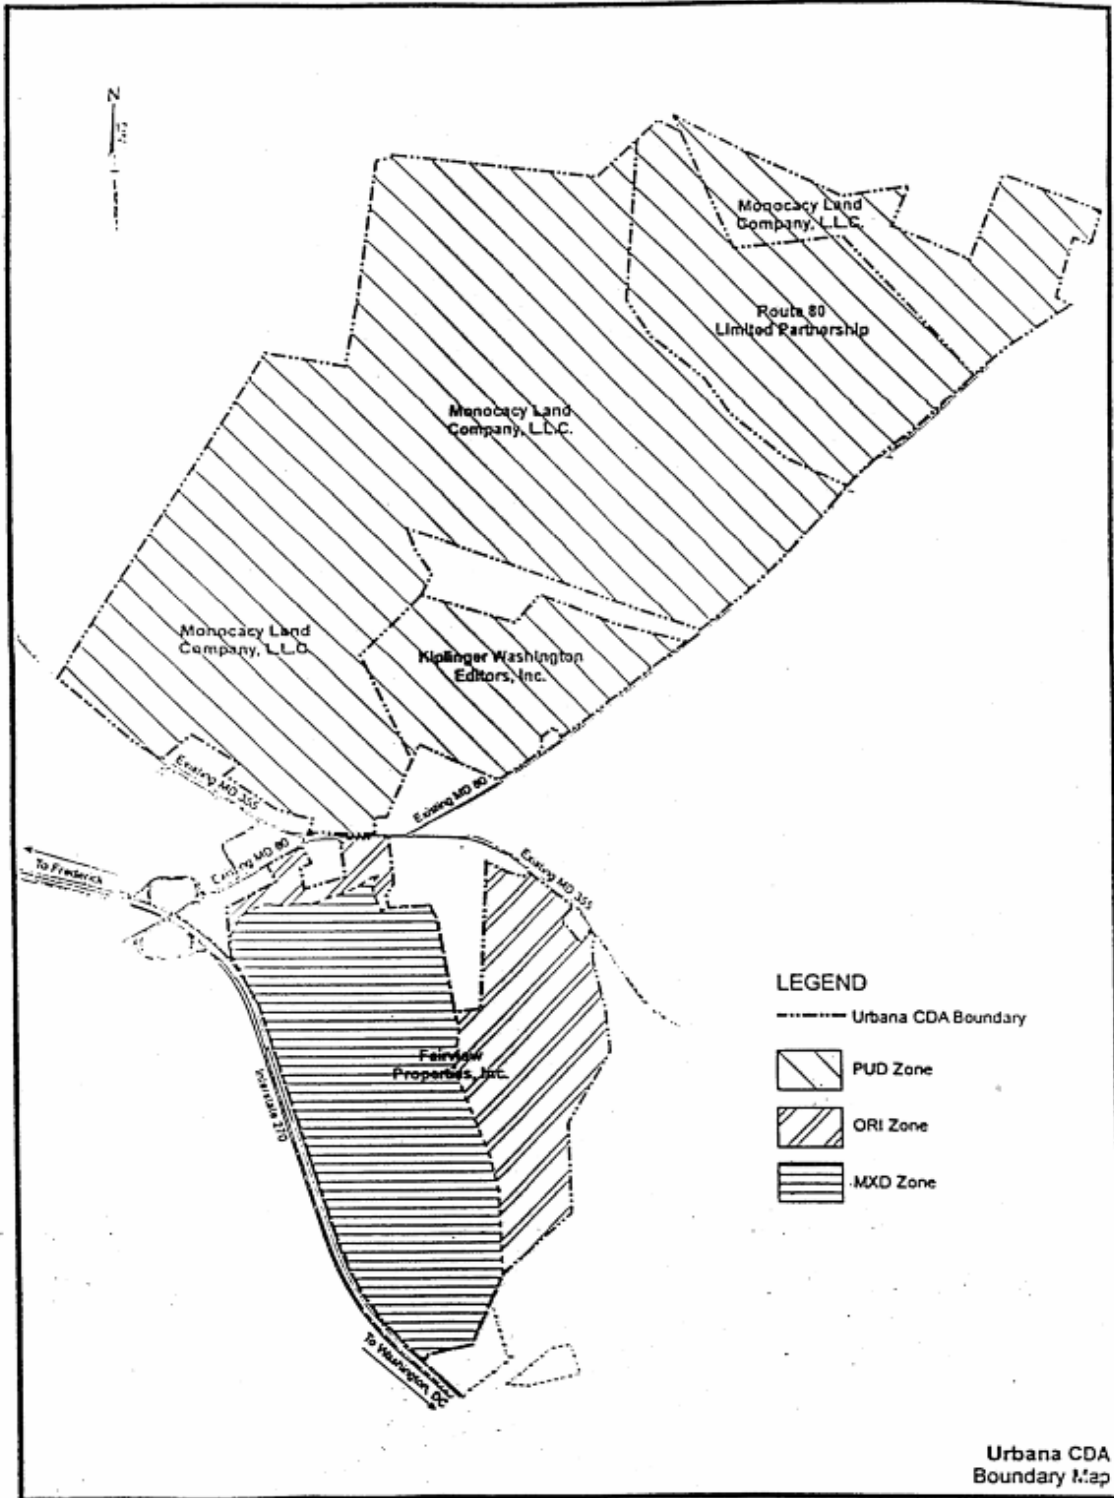 N
Monocacy Land
Company, L.L.C.
Route 80
Limited Partnership
Monocacy Land
Company, L.L.C.
Monocacy Land
Company, L.L.C
Kiplinger Washington
Editors, Inc.
Existing MD 355
Existing MD 80
Existing MD 80
To Frederick
Existing MD 355
Fairview
Properties, Inc.
Interstate 270
To Washington, DC
LEGEND
Urbana CDA Boundary
PUD Zone
ORI Zone
MXD Zone
Urbana CDA
Boundary Map